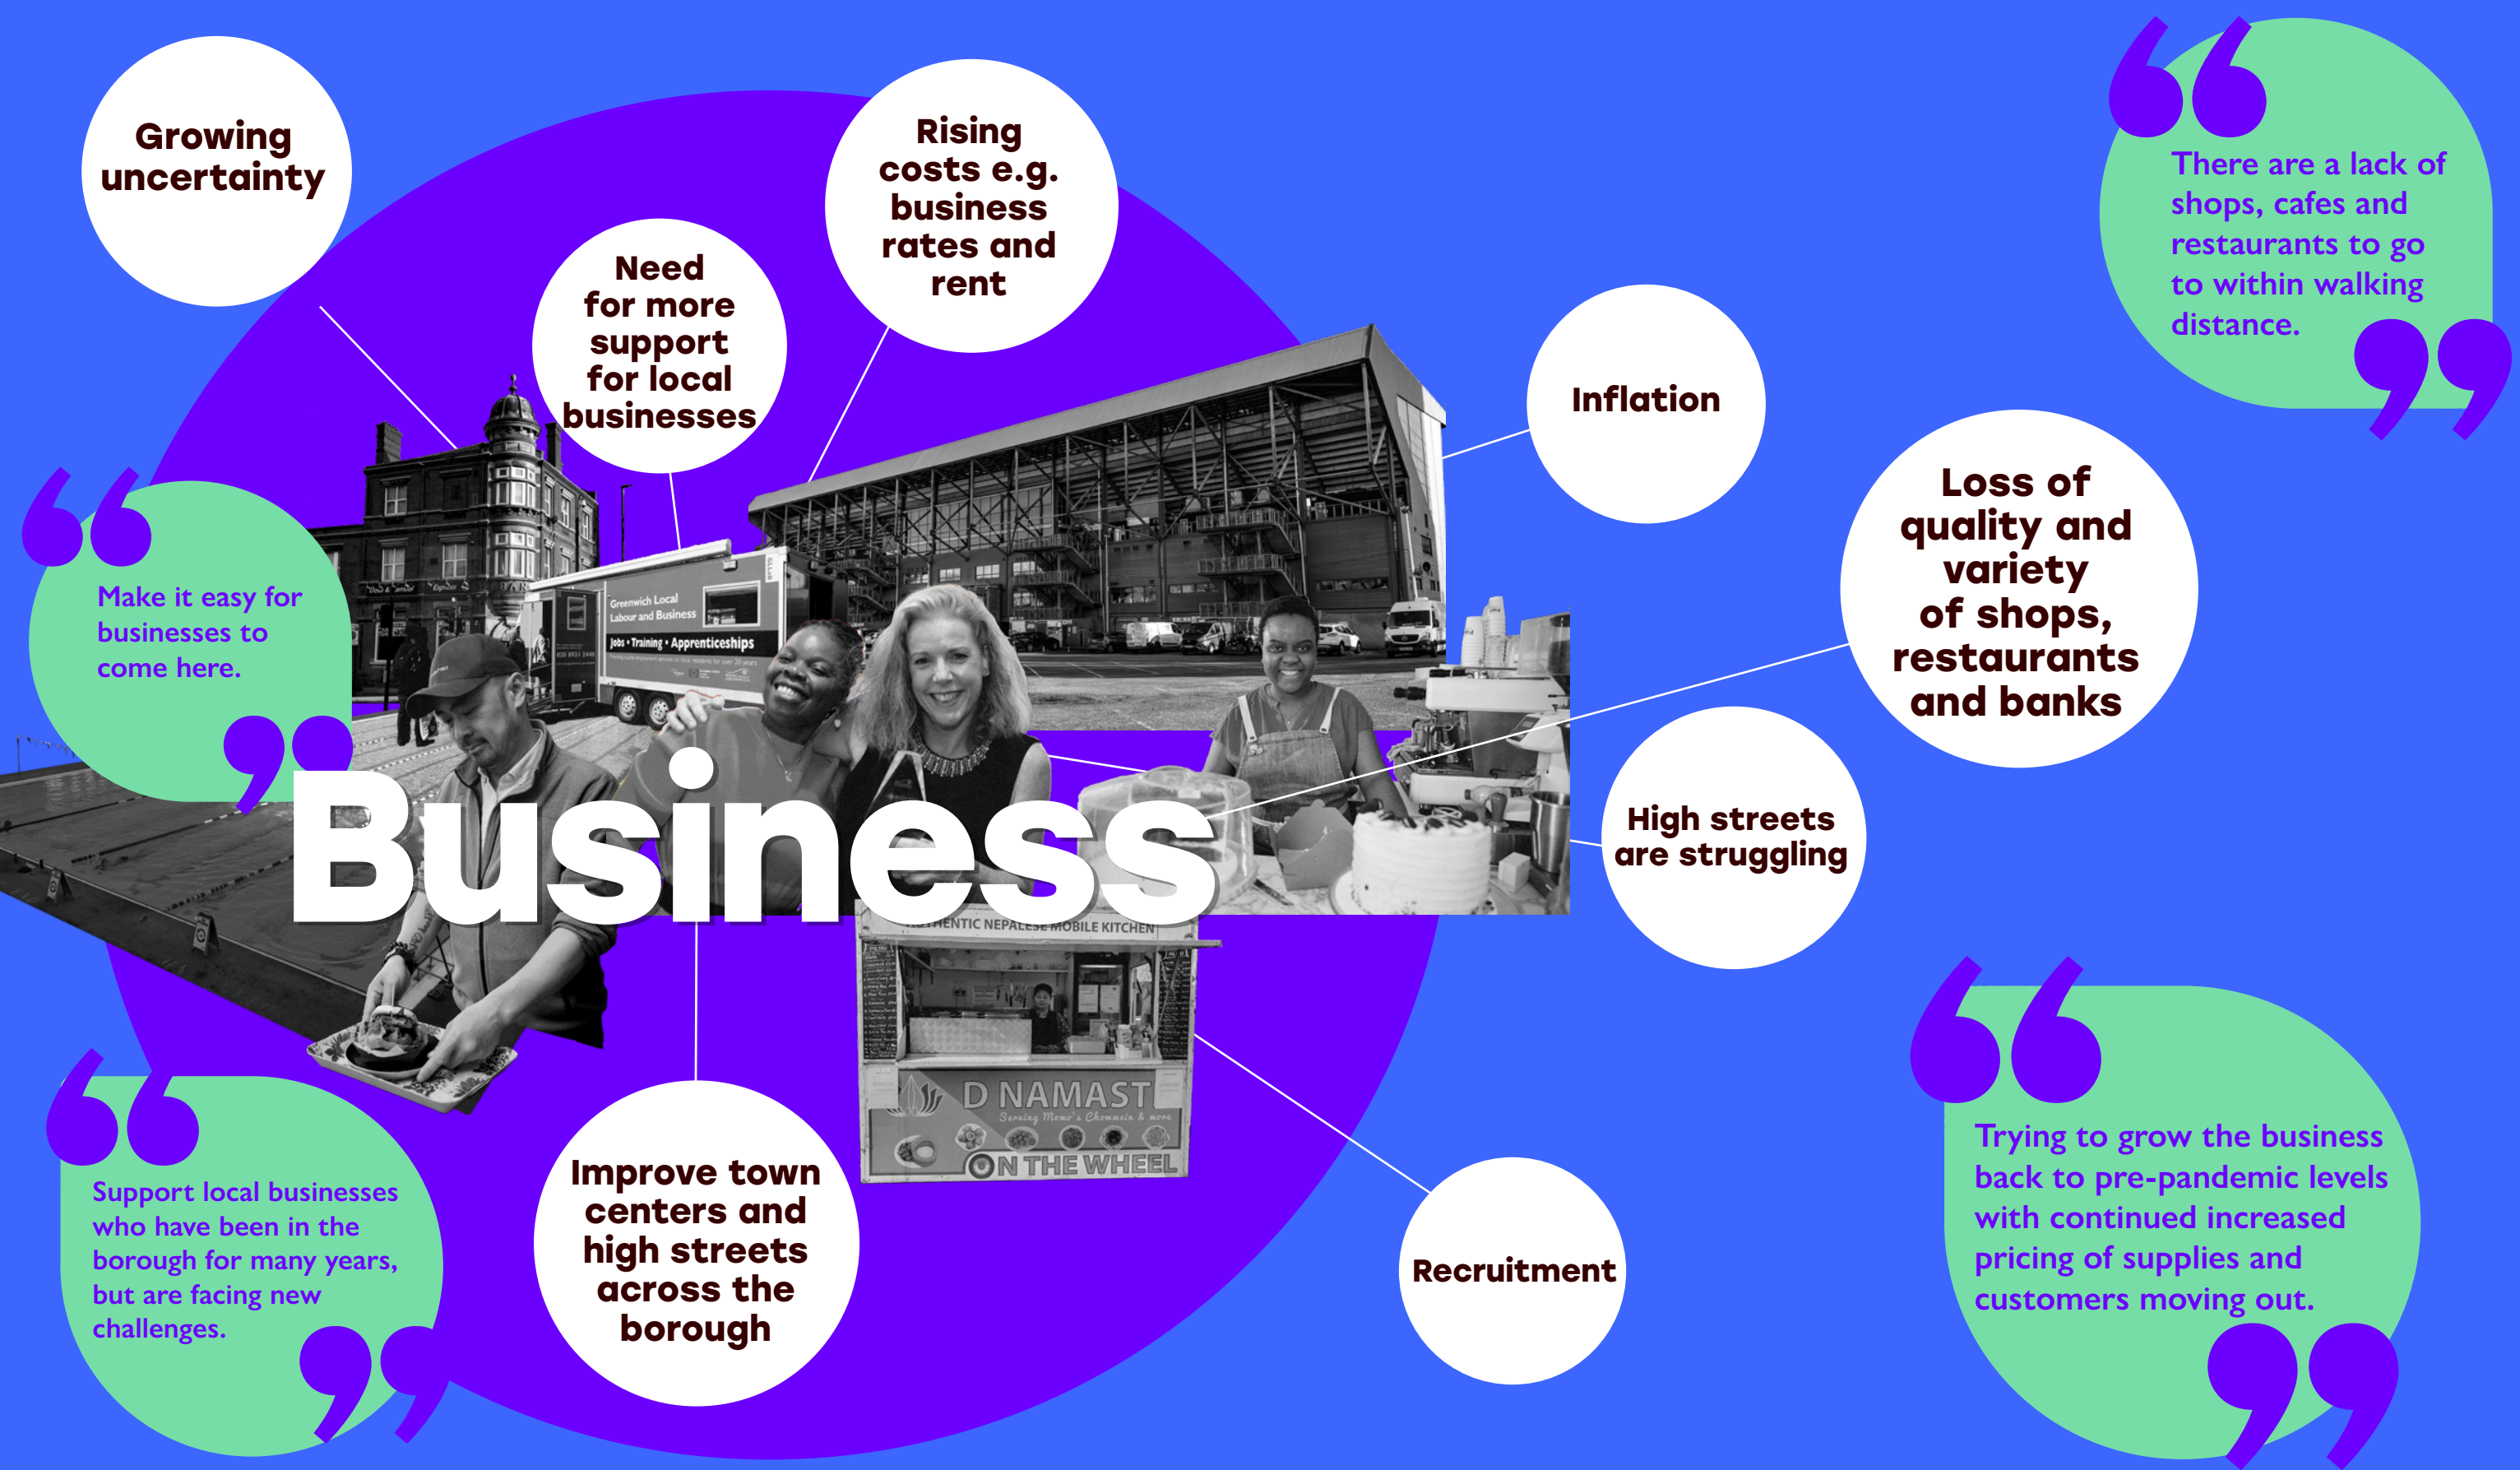 Growing
uncertainty
Need
for more
support
for local
businesses
Rising
costs e.g.
business
rates and
rent
Inflation
There are a lack of
shops, cafes and
restaurants to go
to within walking
distance.
Loss of
quality and
variety
of shops,
restaurants
and banks
Make it easy for
businesses to
come here.
Greenwich Local
Labour and Business
Jobs • Training • Apprenticeships
GLLaB
Business
High streets
are struggling
NEPALESE MOBILE KITCHEN
D NAMAST
Serving Momo's Chowmein & more
ON THE WHEEL
Support local businesses
who have been in the
borough for many years,
but are facing new
challenges.
Improve town
centers and
high streets
across the
borough
Recruitment
Trying to grow the business
back to pre-pandemic levels
with continued increased
pricing of supplies and
customers moving out.